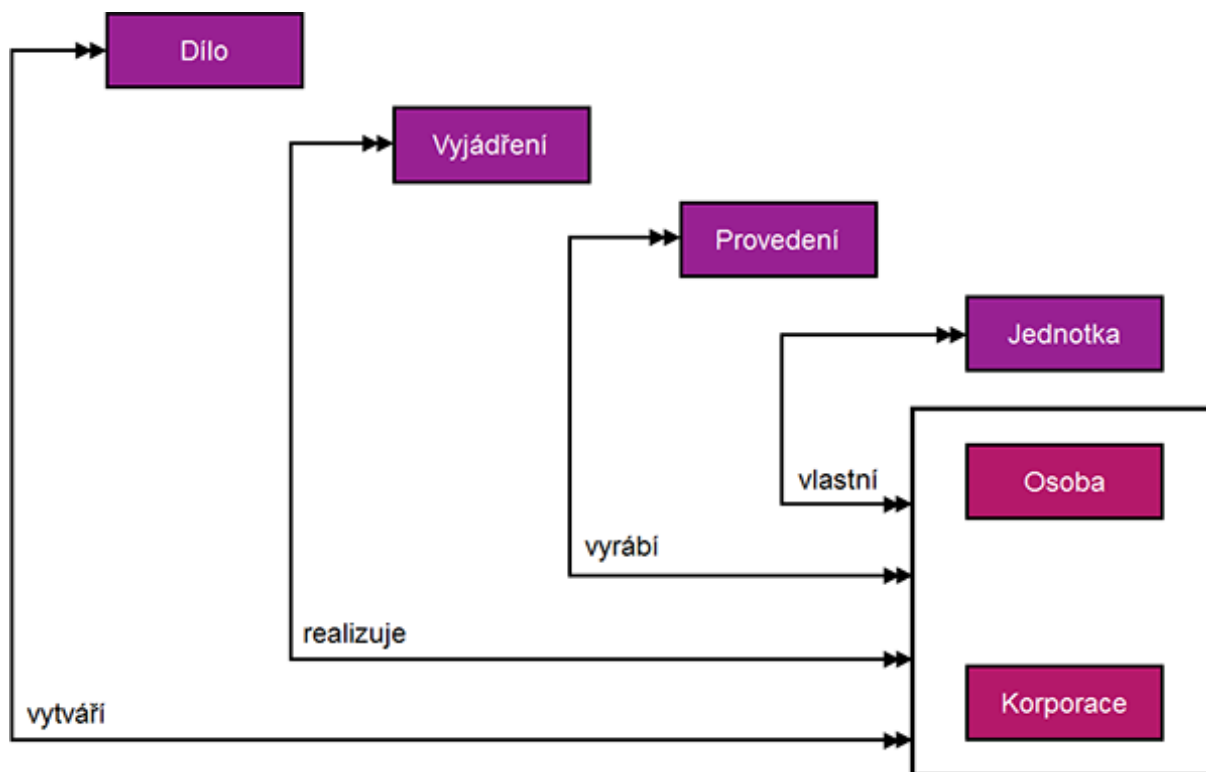 Dílo
Vyjádření
Provedení
Jednotka
vlastní
Osoba
vyrábí
realizuje
Korporace
vytváří